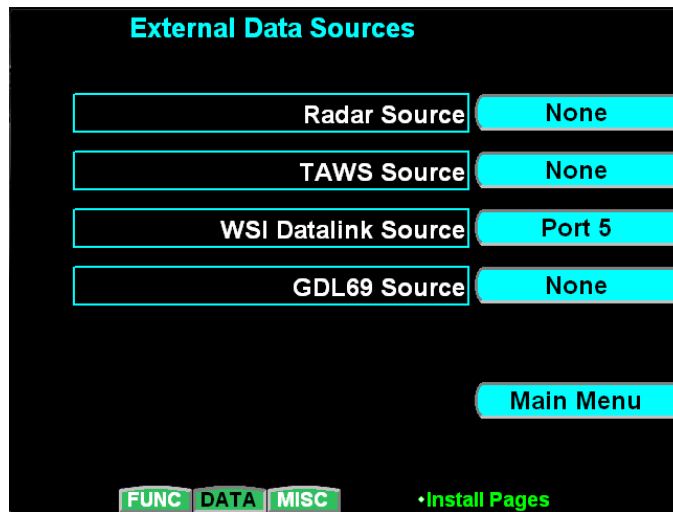 External Data Sources
Radar Source None
TAWS Source None
WSI Datalink Source Port 5
GDL69 Source None
Main Menu
FUNC DATA MISC •Install Pages